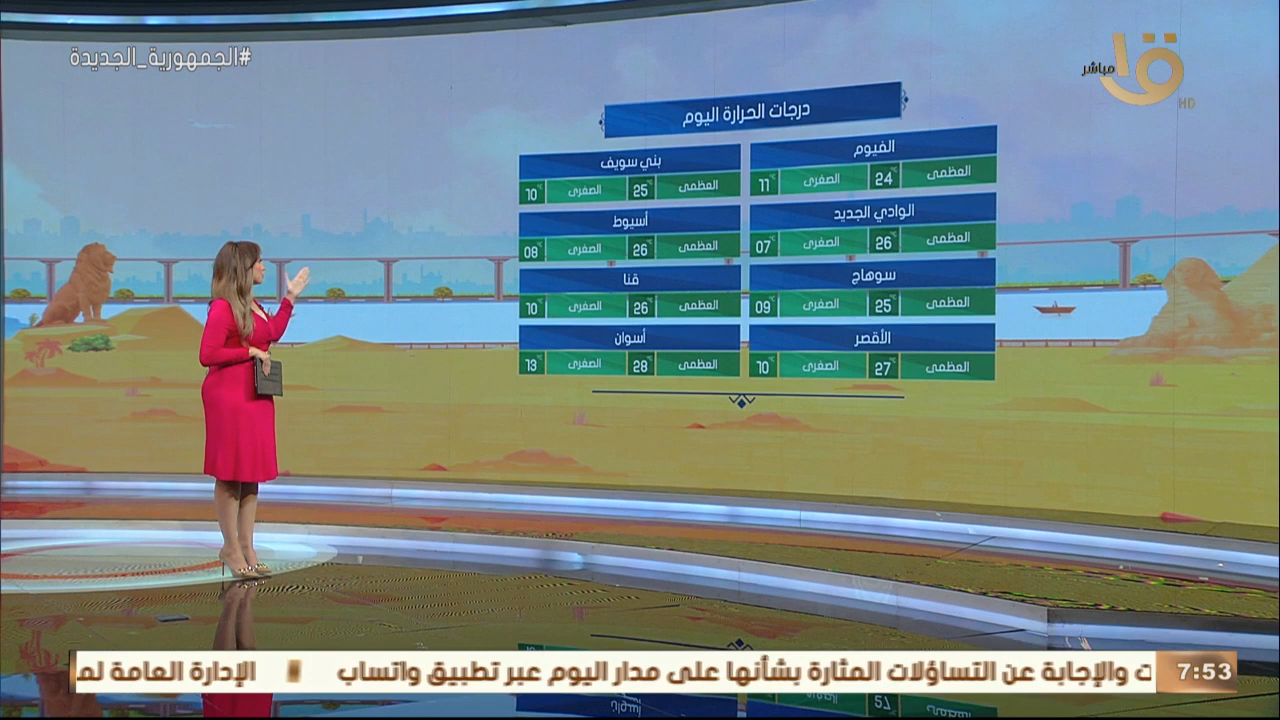 #الجمهورية_الجديدة
مباشر
HD
درجات الحرارة اليوم
الفيوم
العظمى 24 الصغرى 11
بني سويف
العظمى 25 الصغرى 10
الوادي الجديد
العظمى 26 الصغرى 07
أسيوط
العظمى 26 الصغرى 08
سوهاج
العظمى 25 الصغرى 09
قنا
العظمى 26 الصغرى 10
الأقصر
العظمى 27 الصغرى 10
أسوان
العظمى 28 الصغرى 13
7:53
ت والإجابة عن التساؤلات المثارة بشأنها على مدار اليوم عبر تطبيق واتساب
الإدارة العامة لم